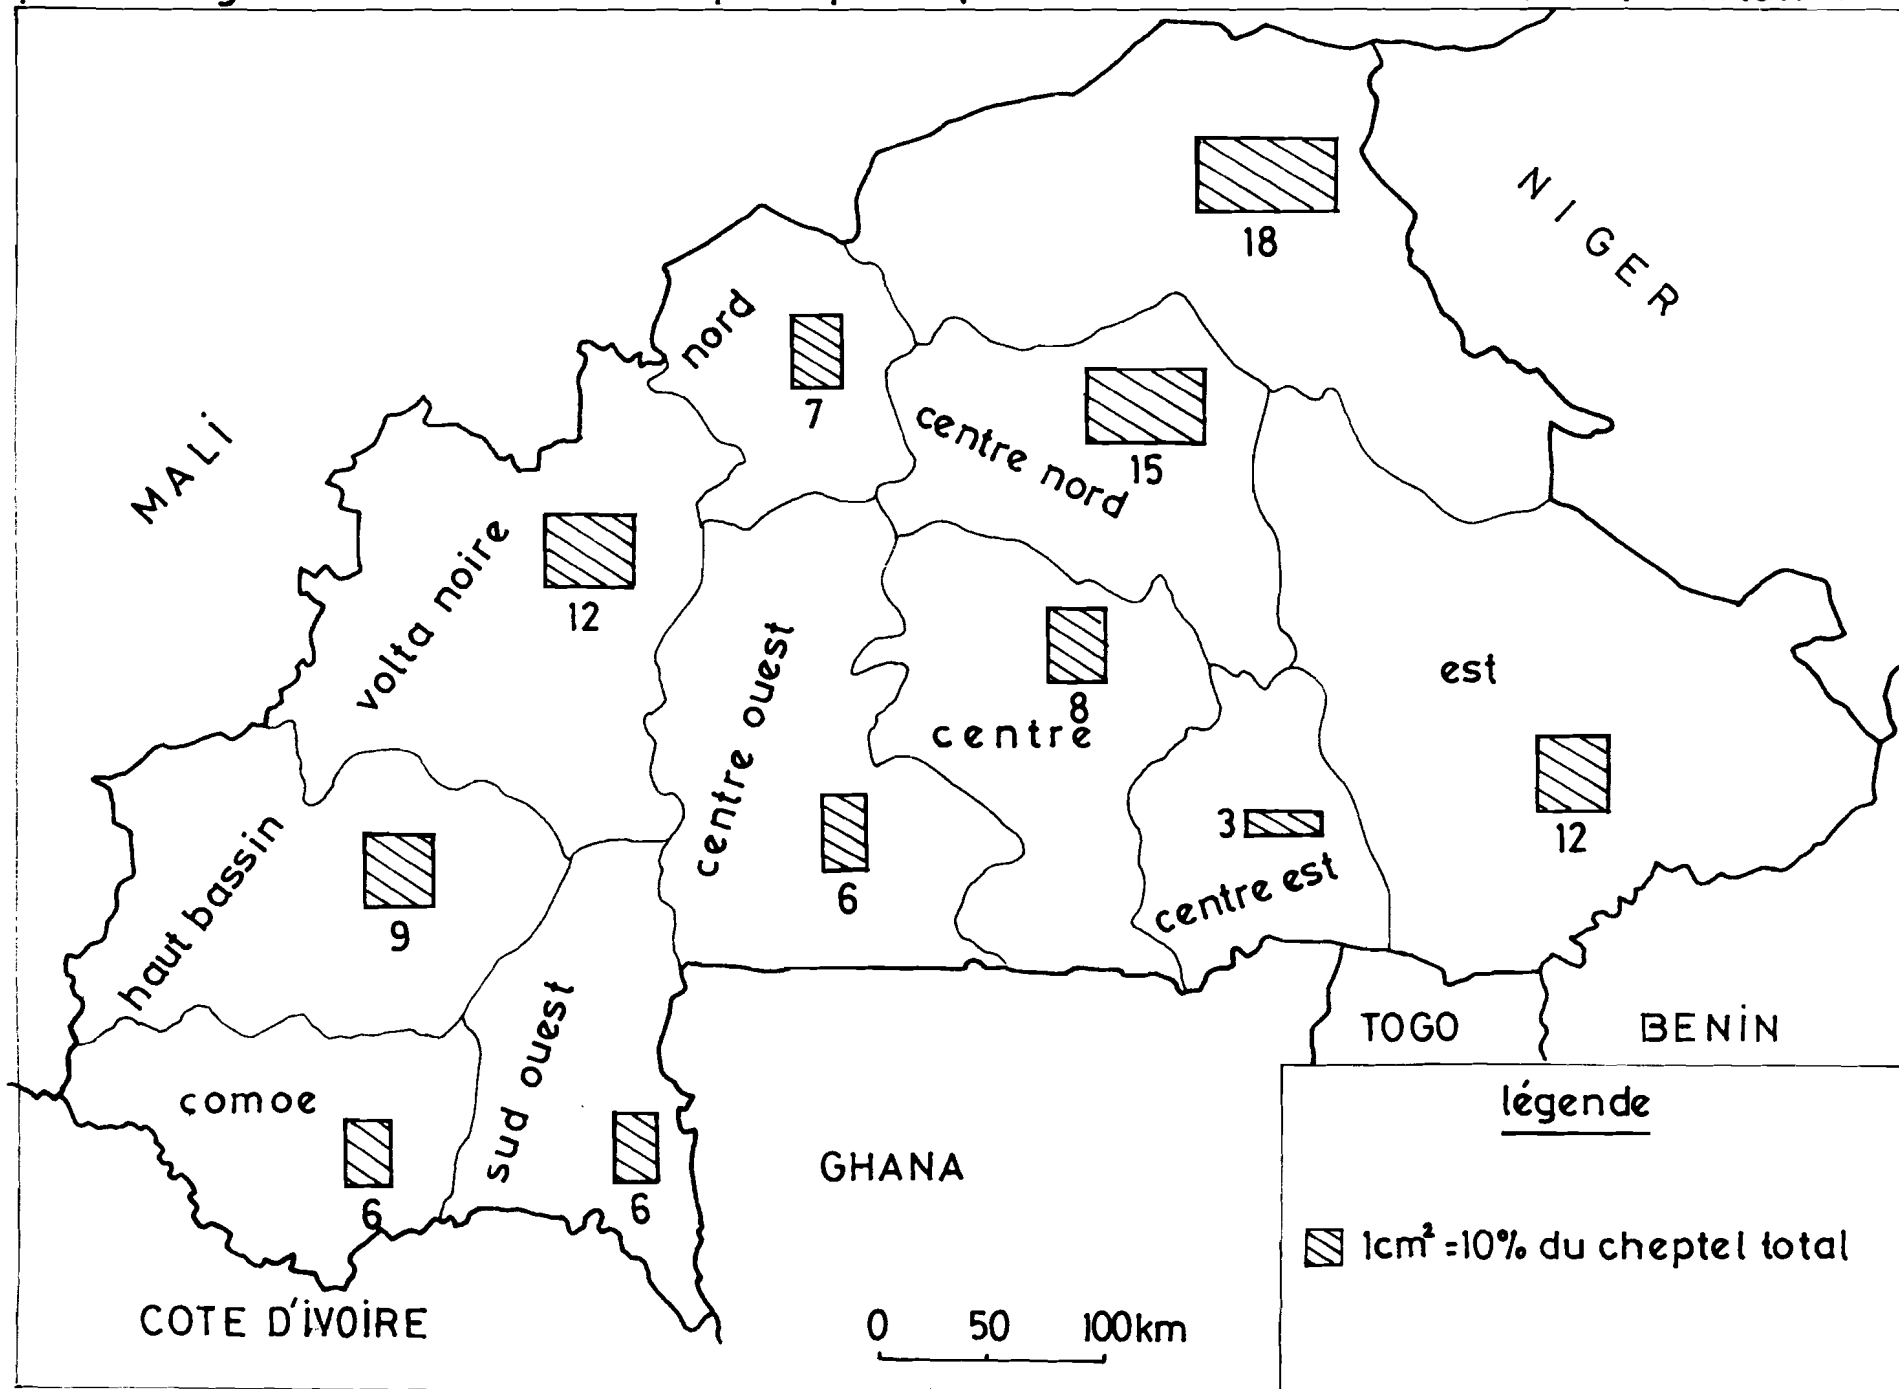 NIGER
18
nord
7
centre nord
15
MALI
volta noire
12
centre ouest
6
8
centre
est
12
3
centre est
haut bassin
9
sud ouest
6
comoe
6
TOGO
BENIN
GHANA
COTE D'IVOIRE
0 50 100km
légende
1cm² =10% du cheptel total